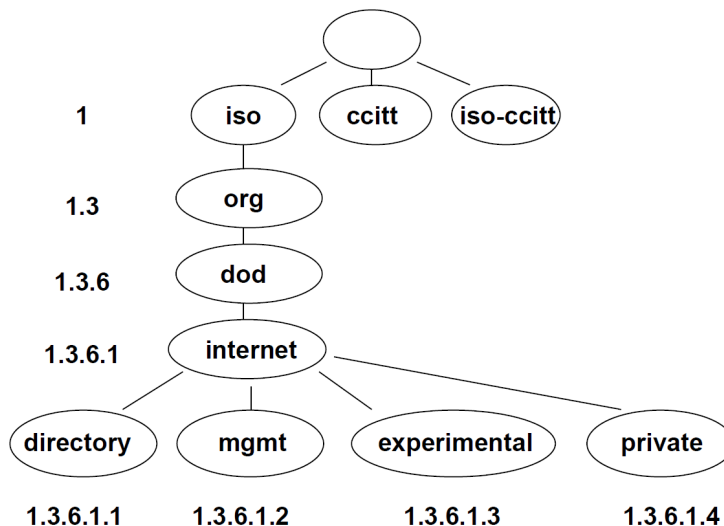 1 iso ccitt iso-ccitt
1.3 org
1.3.6 dod
1.3.6.1 internet
directory mgmt experimental private
1.3.6.1.1 1.3.6.1.2 1.3.6.1.3 1.3.6.1.4